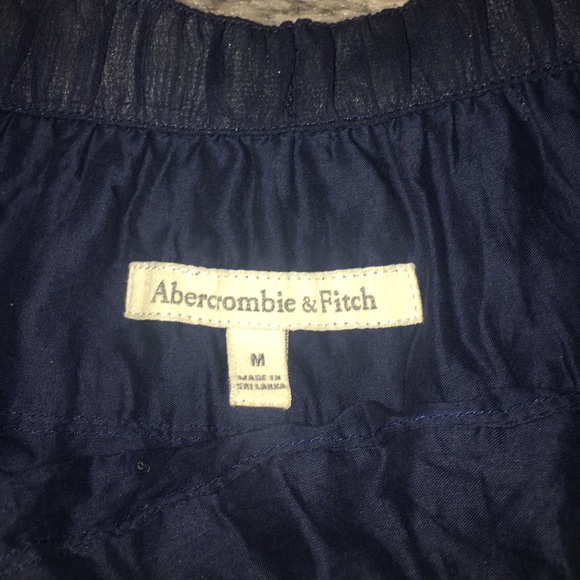 Abercrombie & Fitch
M
MADE IN
SRI LANKA